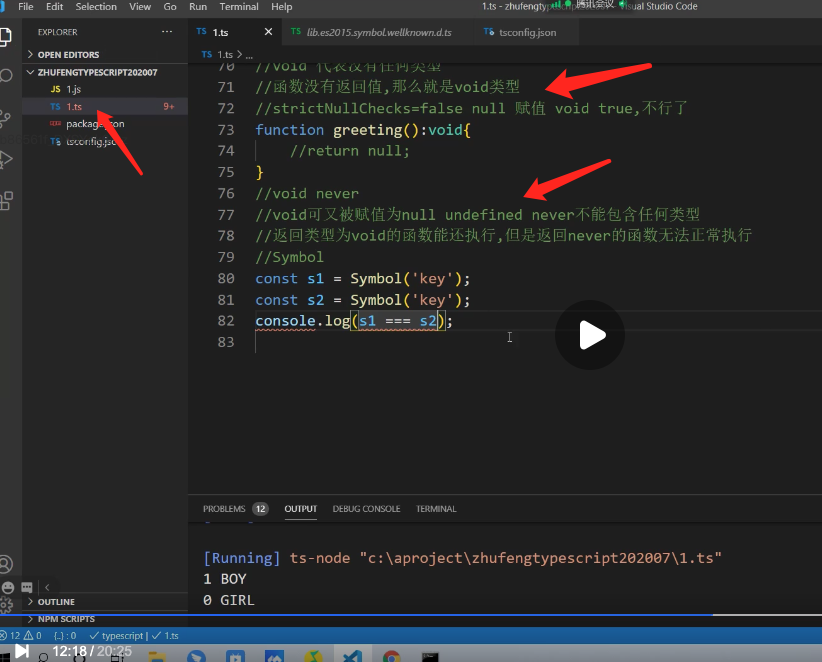 File Edit Selection View Go Run Terminal Help 1.ts - zhufengty 腾讯会议 Visual Studio Code
EXPLORER ···
OPEN EDITORS
ZHUFENGTYPESCRIPT202007
JS 1.js
TS 1.ts 9+
package.json
tsconfig.jso
OUTLINE
NPM SCRIPTS
TS 1.ts × TS lib.es2015.symbol.wellknown.d.ts tsconfig.json
TS 1.ts > ...
70 //void 代表没有任何类型
71 //函数没有返回值,那么就是void类型
72 //strictNullChecks=false null 赋值 void true,不行了
73 function greeting():void{
74 //return null;
75 }
76 //void never
77 //void可又被赋值为null undefined never不能包含任何类型
78 //返回类型为void的函数能还执行,但是返回never的函数无法正常执行
79 //Symbol
80 const s1 = Symbol('key');
81 const s2 = Symbol('key');
82 console.log(s1 === s2);
83
PROBLEMS 12 OUTPUT DEBUG CONSOLE TERMINAL
[Running] ts-node "c:\aproject\zhufengtypescript202007\1.ts"
1 BOY
0 GIRL
12 0 {..} : 0 typescript | 1.ts
12:18 / 20:25